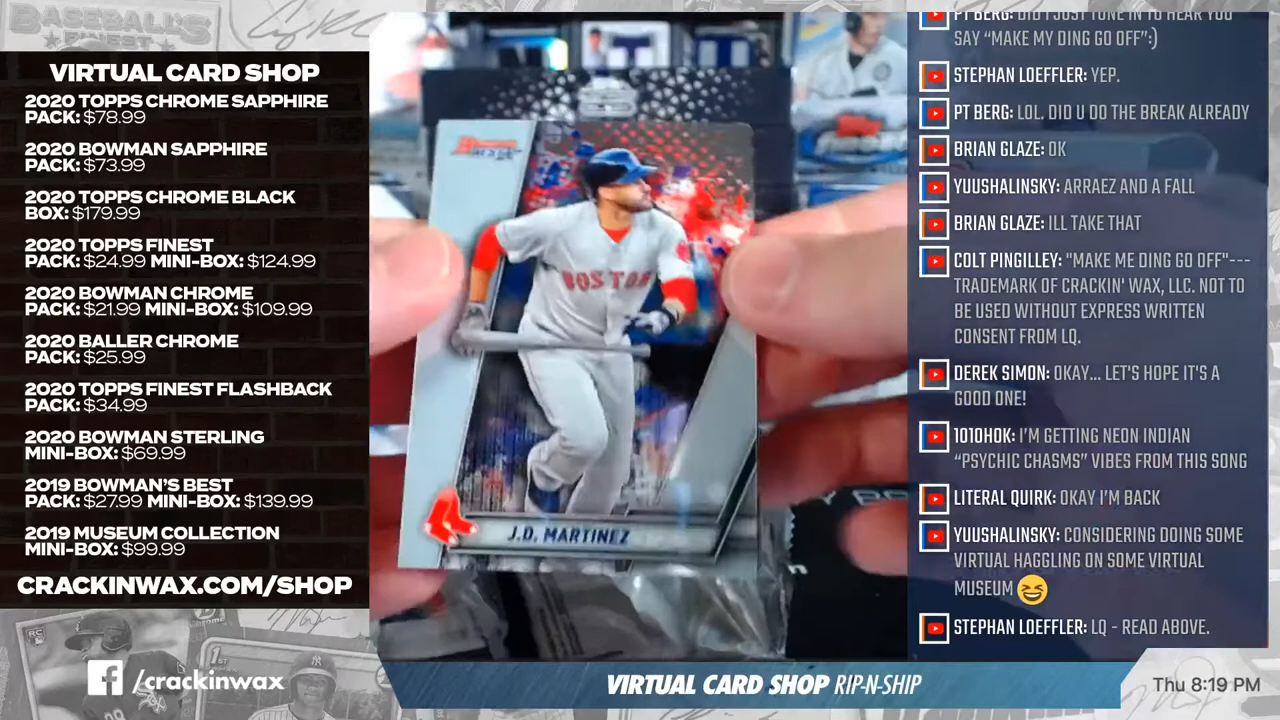 BASEBALL'S
FINEST
VIRTUAL CARD SHOP
2020 TOPPS CHROME SAPPHIRE
PACK: $78.99
2020 BOWMAN SAPPHIRE
PACK: $73.99
2020 TOPPS CHROME BLACK
BOX: $179.99
2020 TOPPS FINEST
PACK: $24.99 MINI-BOX: $124.99
2020 BOWMAN CHROME
PACK: $21.99 MINI-BOX: $109.99
2020 BALLER CHROME
PACK: $25.99
2020 TOPPS FINEST FLASHBACK
PACK: $34.99
2020 BOWMAN STERLING
MINI-BOX: $69.99
2019 BOWMAN'S BEST
PACK: $27.99 MINI-BOX: $139.99
2019 MUSEUM COLLECTION
MINI-BOX: $99.99
CRACKINWAX.COM/SHOP
RC
1ST
/crackinwax
BOSTON
J.D. MARTINEZ
PT BERG: DID I JUST TUNE IN TO HEAR YOU
SAY “MAKE MY DING GO OFF”:)
STEPHAN LOEFFLER: YEP.
PT BERG: LOL. DID U DO THE BREAK ALREADY
BRIAN GLAZE: OK
YUUSHALINSKY: ARRAEZ AND A FALL
BRIAN GLAZE: ILL TAKE THAT
COLT PINGILLEY: "MAKE ME DING GO OFF"---
TRADEMARK OF CRACKIN' WAX, LLC. NOT TO
BE USED WITHOUT EXPRESS WRITTEN
CONSENT FROM LQ.
DEREK SIMON: OKAY... LET'S HOPE IT'S A
GOOD ONE!
1010HOK: I’M GETTING NEON INDIAN
“PSYCHIC CHASMS” VIBES FROM THIS SONG
LITERAL QUIRK: OKAY I’M BACK
YUUSHALINSKY: CONSIDERING DOING SOME
VIRTUAL HAGGLING ON SOME VIRTUAL
MUSEUM 😆
STEPHAN LOEFFLER: LQ - READ ABOVE.
VIRTUAL CARD SHOP RIP-N-SHIP
Thu 8:19 PM